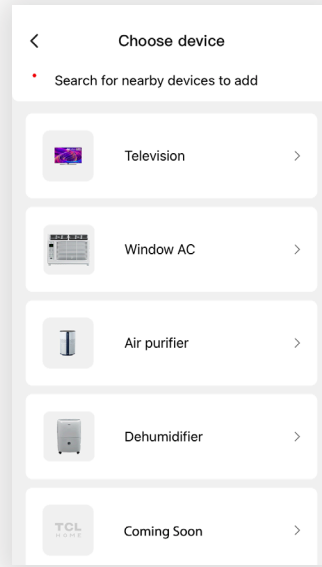 Choose device
Search for nearby devices to add
Television
Window AC
Air purifier
Dehumidifier
TCL
HOME
Coming Soon